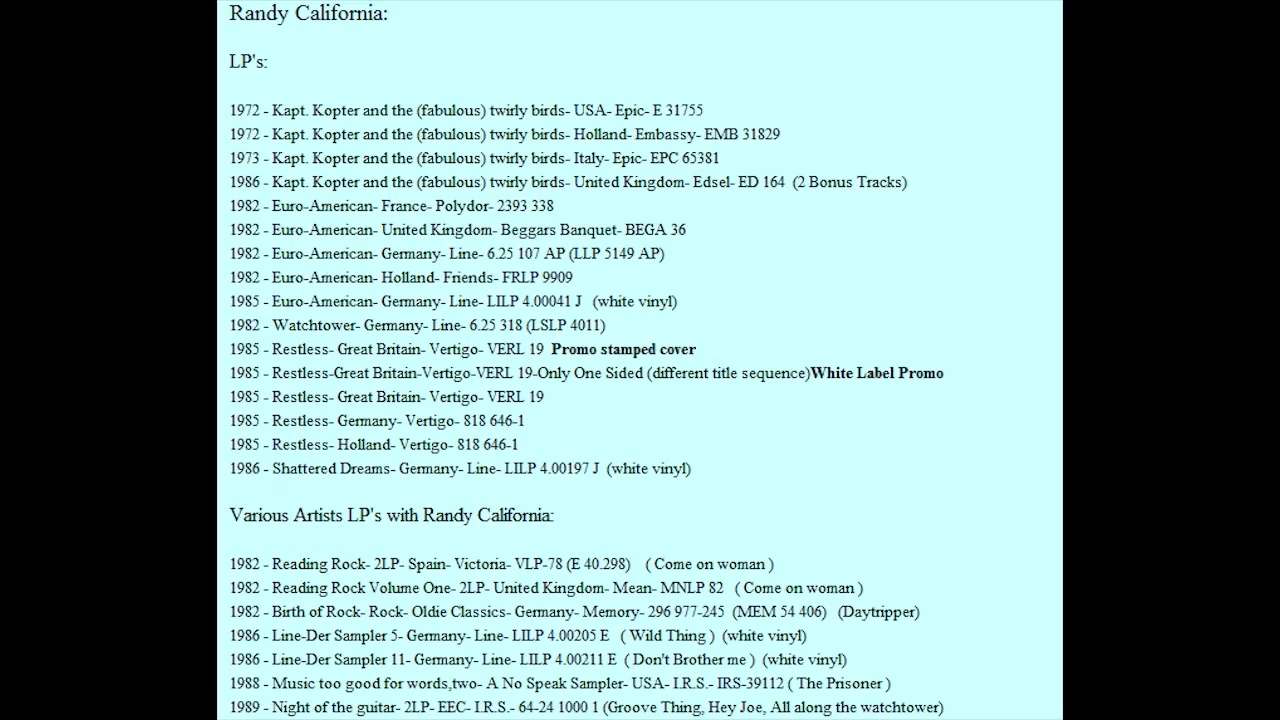 Randy California:
LP's:
1972 - Kapt. Kopter and the (fabulous) twirly birds- USA- Epic- E 31755
1972 - Kapt. Kopter and the (fabulous) twirly birds- Holland- Embassy- EMB 31829
1973 - Kapt. Kopter and the (fabulous) twirly birds- Italy- Epic- EPC 65381
1986 - Kapt. Kopter and the (fabulous) twirly birds- United Kingdom- Edsel- ED 164  (2 Bonus Tracks)
1982 - Euro-American- France- Polydor- 2393 338
1982 - Euro-American- United Kingdom- Beggars Banquet- BEGA 36
1982 - Euro-American- Germany- Line- 6.25 107 AP (LLP 5149 AP)
1982 - Euro-American- Holland- Friends- FRLP 9909
1985 - Euro-American- Germany- Line- LILP 4.00041 J   (white vinyl)
1982 - Watchtower- Germany- Line- 6.25 318 (LSLP 4011)
1985 - Restless- Great Britain- Vertigo- VERL 19  Promo stamped cover
1985 - Restless-Great Britain-Vertigo-VERL 19-Only One Sided (different title sequence)White Label Promo
1985 - Restless- Great Britain- Vertigo- VERL 19
1985 - Restless- Germany- Vertigo- 818 646-1
1985 - Restless- Holland- Vertigo- 818 646-1
1986 - Shattered Dreams- Germany- Line- LILP 4.00197 J  (white vinyl)
Various Artists LP's with Randy California:
1982 - Reading Rock- 2LP- Spain- Victoria- VLP-78 (E 40.298)    ( Come on woman )
1982 - Reading Rock Volume One- 2LP- United Kingdom- Mean- MNLP 82   ( Come on woman )
1982 - Birth of Rock- Rock- Oldie Classics- Germany- Memory- 296 977-245  (MEM 54 406)   (Daytripper)
1986 - Line-Der Sampler 5- Germany- Line- LILP 4.00205 E   ( Wild Thing )  (white vinyl)
1986 - Line-Der Sampler 11- Germany- Line- LILP 4.00211 E  ( Don't Brother me )  (white vinyl)
1988 - Music too good for words,two- A No Speak Sampler- USA- I.R.S.- IRS-39112 ( The Prisoner )
1989 - Night of the guitar- 2LP- EEC- I.R.S.- 64-24 1000 1 (Groove Thing, Hey Joe, All along the watchtower)